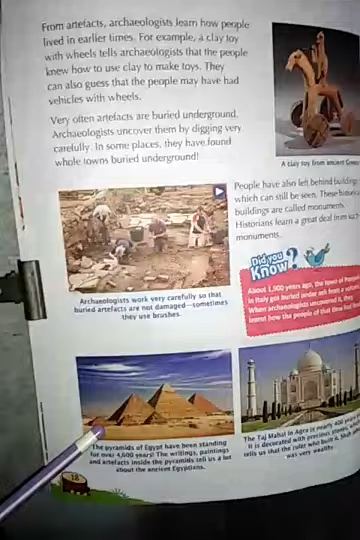 From artefacts, archaeologists learn how people
lived in earlier times. For example, a clay toy
with wheels tells archaeologists that the people
knew how to use clay to make toys. They
can also guess that the people may have had
vehicles with wheels.
Very often artefacts are buried underground.
Archaeologists uncover them by digging very
carefully. In some places, they have found
whole towns buried underground!
A clay toy from ancient
People have also left behind buildings
which can still be seen. These
buildings are called monuments.
Historians learn a great deal from such
monuments.
Archaeologists work very carefully so that
buried artefacts are not damaged—sometimes
they use brushes.
Did you
Know?
About 1,900 years ago, the town of
in Italy got buried under ash from a
When archaeologists uncovered it, they
learnt how the people of that time
The pyramids of Egypt have been standing
for over 4,600 years! The writings, paintings
and artefacts inside the pyramids tell us a lot
about the ancient Egyptians.
The Taj Mahal in Agra is nearly 400
It is decorated with precious stones, which
tells us that the ruler who built it, Shah
was very wealthy.
18